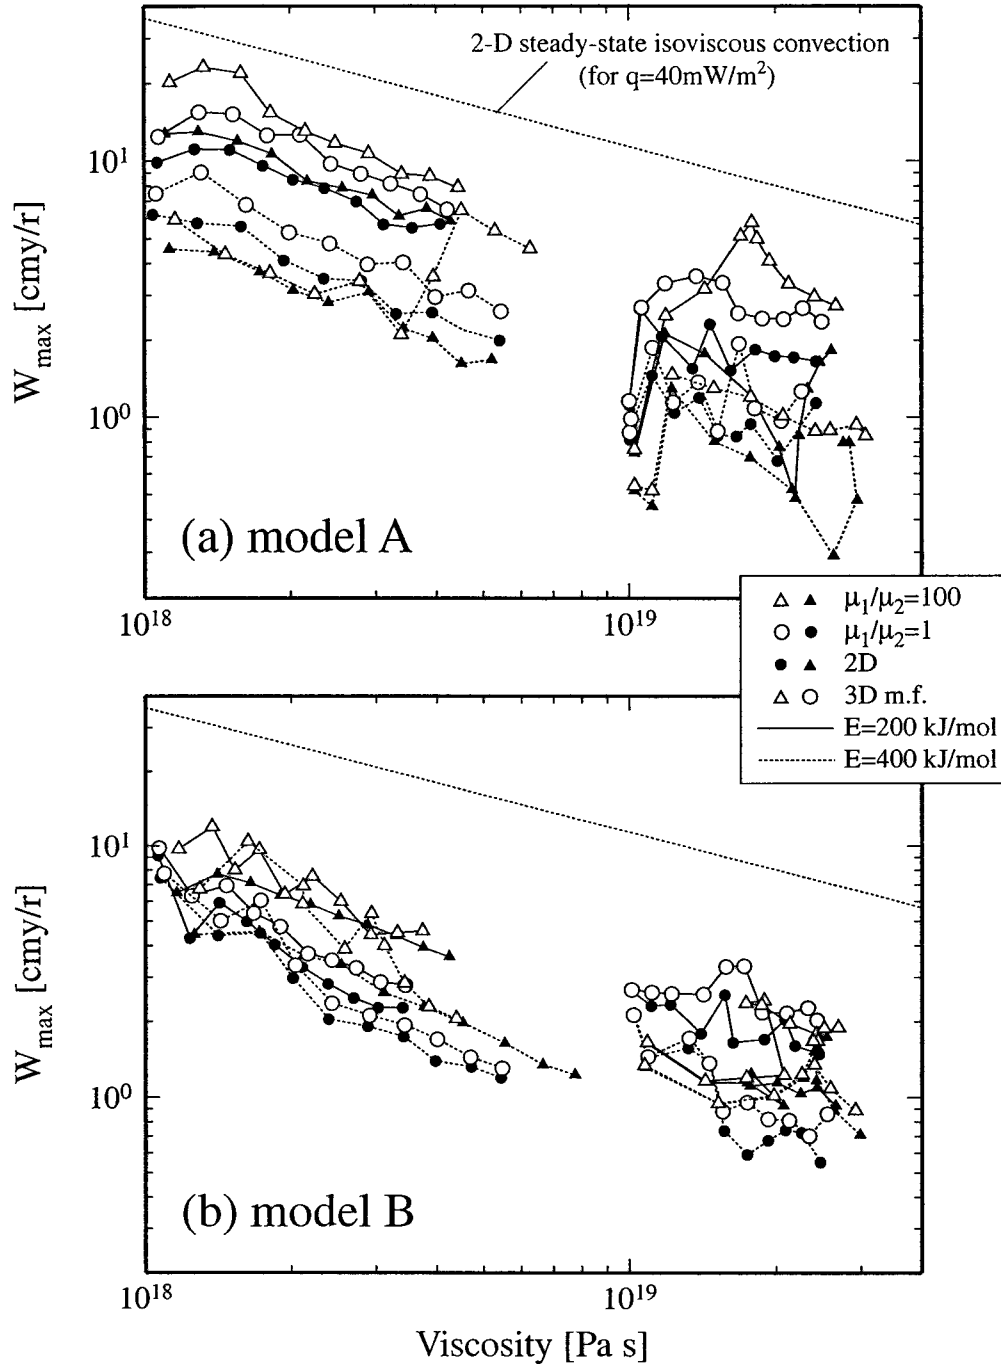 10¹
10⁰
W_max [cmy/r]
2-D steady-state isoviscous convection
(for q=40mW/m²)
(a) model A
10¹⁸
10¹⁹
μ₁/μ₂=100
μ₁/μ₂=1
2D
3D m.f.
E=200 kJ/mol
E=400 kJ/mol
10¹
10⁰
W_max [cmy/r]
(b) model B
10¹⁸
10¹⁹
Viscosity [Pa s]